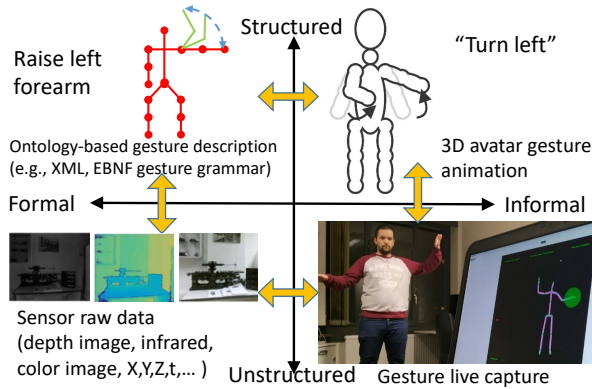 Structured
Raise left
forearm
“Turn left”
Ontology-based gesture description
(e.g., XML, EBNF gesture grammar)
3D avatar gesture
animation
Formal
Informal
Sensor raw data
(depth image, infrared,
color image, X,Y,Z,t,... )
Unstructured
Gesture live capture